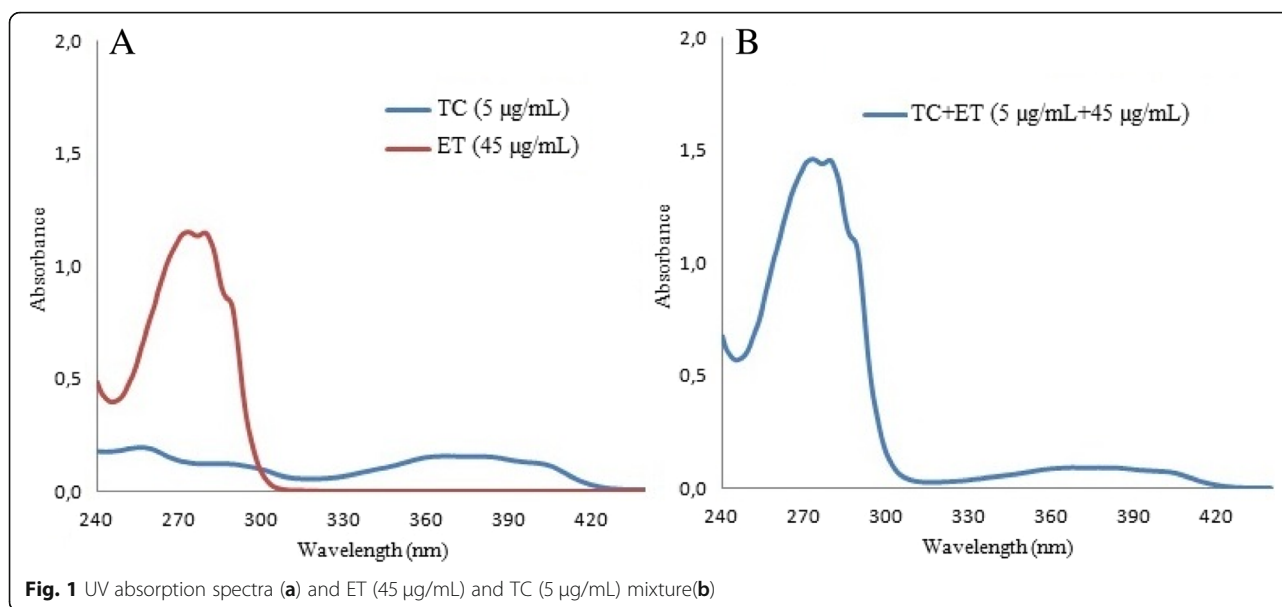 A
2,0
1,5
1,0
0,5
0,0
Absorbance
TC (5 µg/mL)
ET (45 µg/mL)
240 270 300 330 360 390 420
Wavelength (nm)
B
2,0
1,5
1,0
0,5
0,0
Absorbance
TC+ET (5 µg/mL+45 µg/mL)
240 270 300 330 360 390 420
Wavelength (nm)
Fig. 1 UV absorption spectra (a) and ET (45 µg/mL) and TC (5 µg/mL) mixture(b)